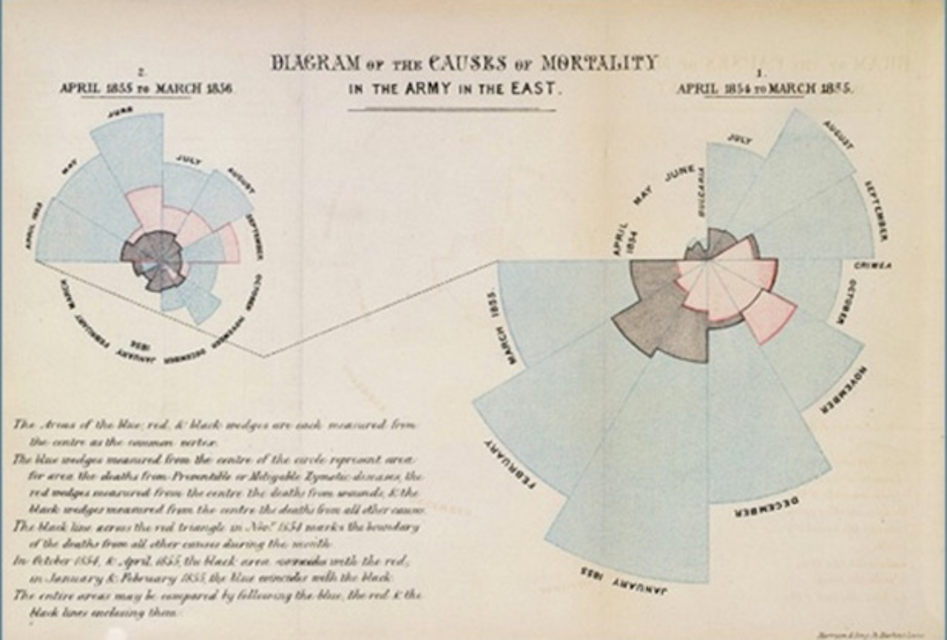 DIAGRAM OF THE CAUSES OF MORTALITY
IN THE ARMY IN THE EAST.
2.
APRIL 1855 TO MARCH 1856.
1.
APRIL 1854 TO MARCH 1855.
APRIL 1855
MAY
JUNE
JULY
AUGUST
SEPTEMBER
OCTOBER
NOVEMBER
DECEMBER
JANUARY
1856
FEBRUARY
MARCH
APRIL
1854
MAY
JUNE
BULGARIA
JULY
AUGUST
SEPTEMBER
CRIMEA
OCTOBER
NOVEMBER
DECEMBER
JANUARY 1855
FEBRUARY
MARCH 1855.
The Areas of the blue, red, & black wedges are each measured from
the centre as the common vertex.
The blue wedges measured from the centre of the circle represent area
for area the deaths from Preventible or Mitigable Zymotic diseases, the
red wedges measured from the centre the deaths from wounds, & the
black wedges measured from the centre the deaths from all other causes.
The black line across the red triangle in Nov.r 1854 marks the boundary
of the deaths from all other causes during the month.
In October 1854, & April 1855, the black area coincides with the red,
in January & February 1855, the blue coincides with the black.
The entire areas may be compared by following the blue, the red & the
black lines enclosing them.